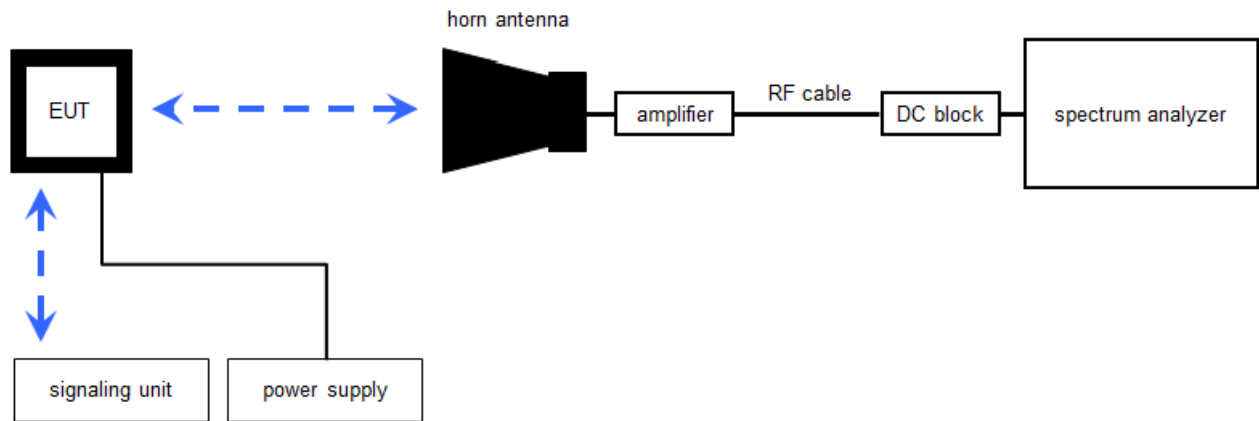 horn antenna
EUT
amplifier
RF cable
DC block
spectrum analyzer
signaling unit
power supply